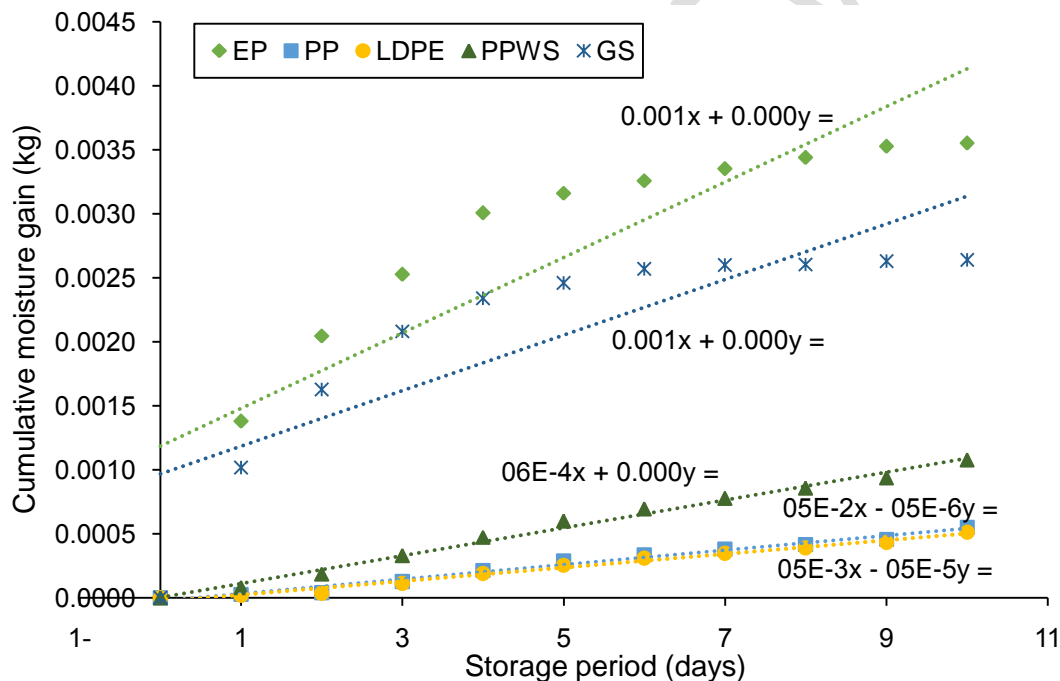 0.0045
EP PP LDPE PPWS GS
0.0040
0.001x + 0.000y =
0.0035
0.0030
0.0025
0.0020
0.001x + 0.000y =
0.0015
0.0010
06E-4x + 0.000y =
05E-2x - 05E-6y =
0.0005
05E-3x - 05E-5y =
0.0000
1- 1 3 5 7 9 11
Cumulative moisture gain (kg)
Storage period (days)